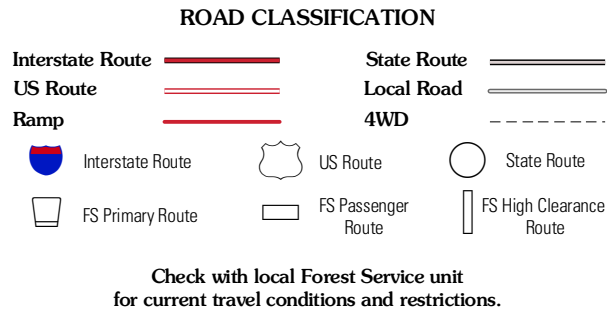 ROAD CLASSIFICATION
Interstate Route
State Route
US Route
Local Road
Ramp
4WD
Interstate Route
US Route
State Route
FS Primary Route
FS Passenger
Route
FS High Clearance
Route
Check with local Forest Service unit
for current travel conditions and restrictions.